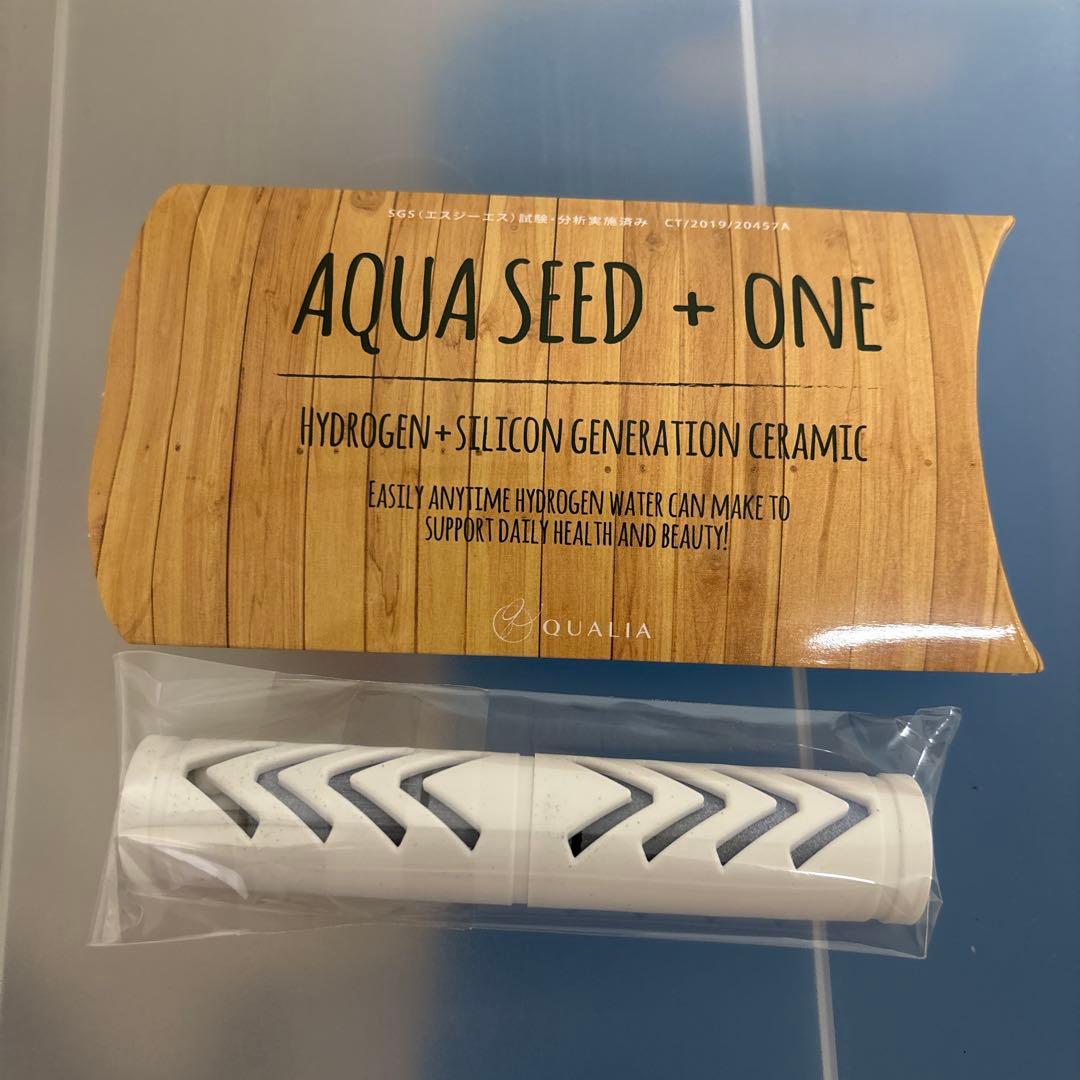 SGS(エスジーエス)試験・分析実施済み CT/2019/20457A
AQUA SEED + ONE
HYDROGEN+SILICON GENERATION CERAMIC
EASILY ANYTIME HYDROGEN WATER CAN MAKE TO
SUPPORT DAILY HEALTH AND BEAUTY!
QUALIA